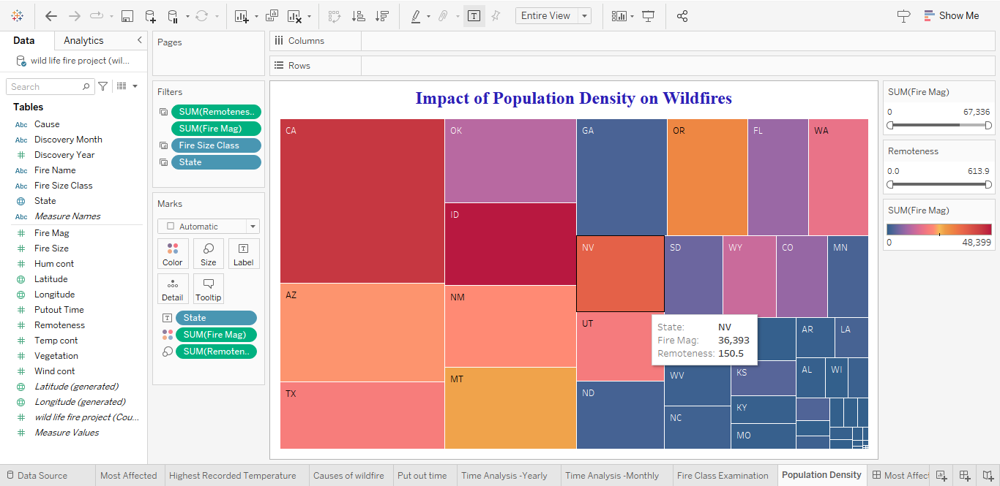 Entire View
Show Me
Data
Analytics
wild life fire project (wil...
Search
Tables
Abc Cause
Abc Discovery Month
# Discovery Year
Abc Fire Name
Abc Fire Size Class
State
Abc Measure Names
# Fire Mag
# Fire Size
# Hum cont
Latitude
Longitude
# Putout Time
# Remoteness
# Temp cont
# Vegetation
# Wind cont
Latitude (generated)
Longitude (generated)
# wild life fire project (Cou...
# Measure Values
Pages
Filters
SUM(Remotenes..
SUM(Fire Mag)
Fire Size Class
State
Marks
Automatic
Color
Size
T
Label
Detail
Tooltip
T State
SUM(Fire Mag)
SUM(Remoten..
Columns
Rows
Impact of Population Density on Wildfires
CA
OK
GA
OR
FL
WA
ID
NV
SD
WY
CO
MN
AZ
NM
UT
AR
LA
State: NV
Fire Mag: 36,393
Remoteness: 150.5
MT
WV
KS
AL
WI
TX
ND
KY
NC
MO
SUM(Fire Mag)
0 67,336
Remoteness
0.0 613.9
SUM(Fire Mag)
0 48,399
Data Source
Most Affected
Highest Recorded Temperature
Causes of wildfire
Put out time
Time Analysis -Yearly
Time Analysis -Monthly
Fire Class Examination
Population Density
Most Affect